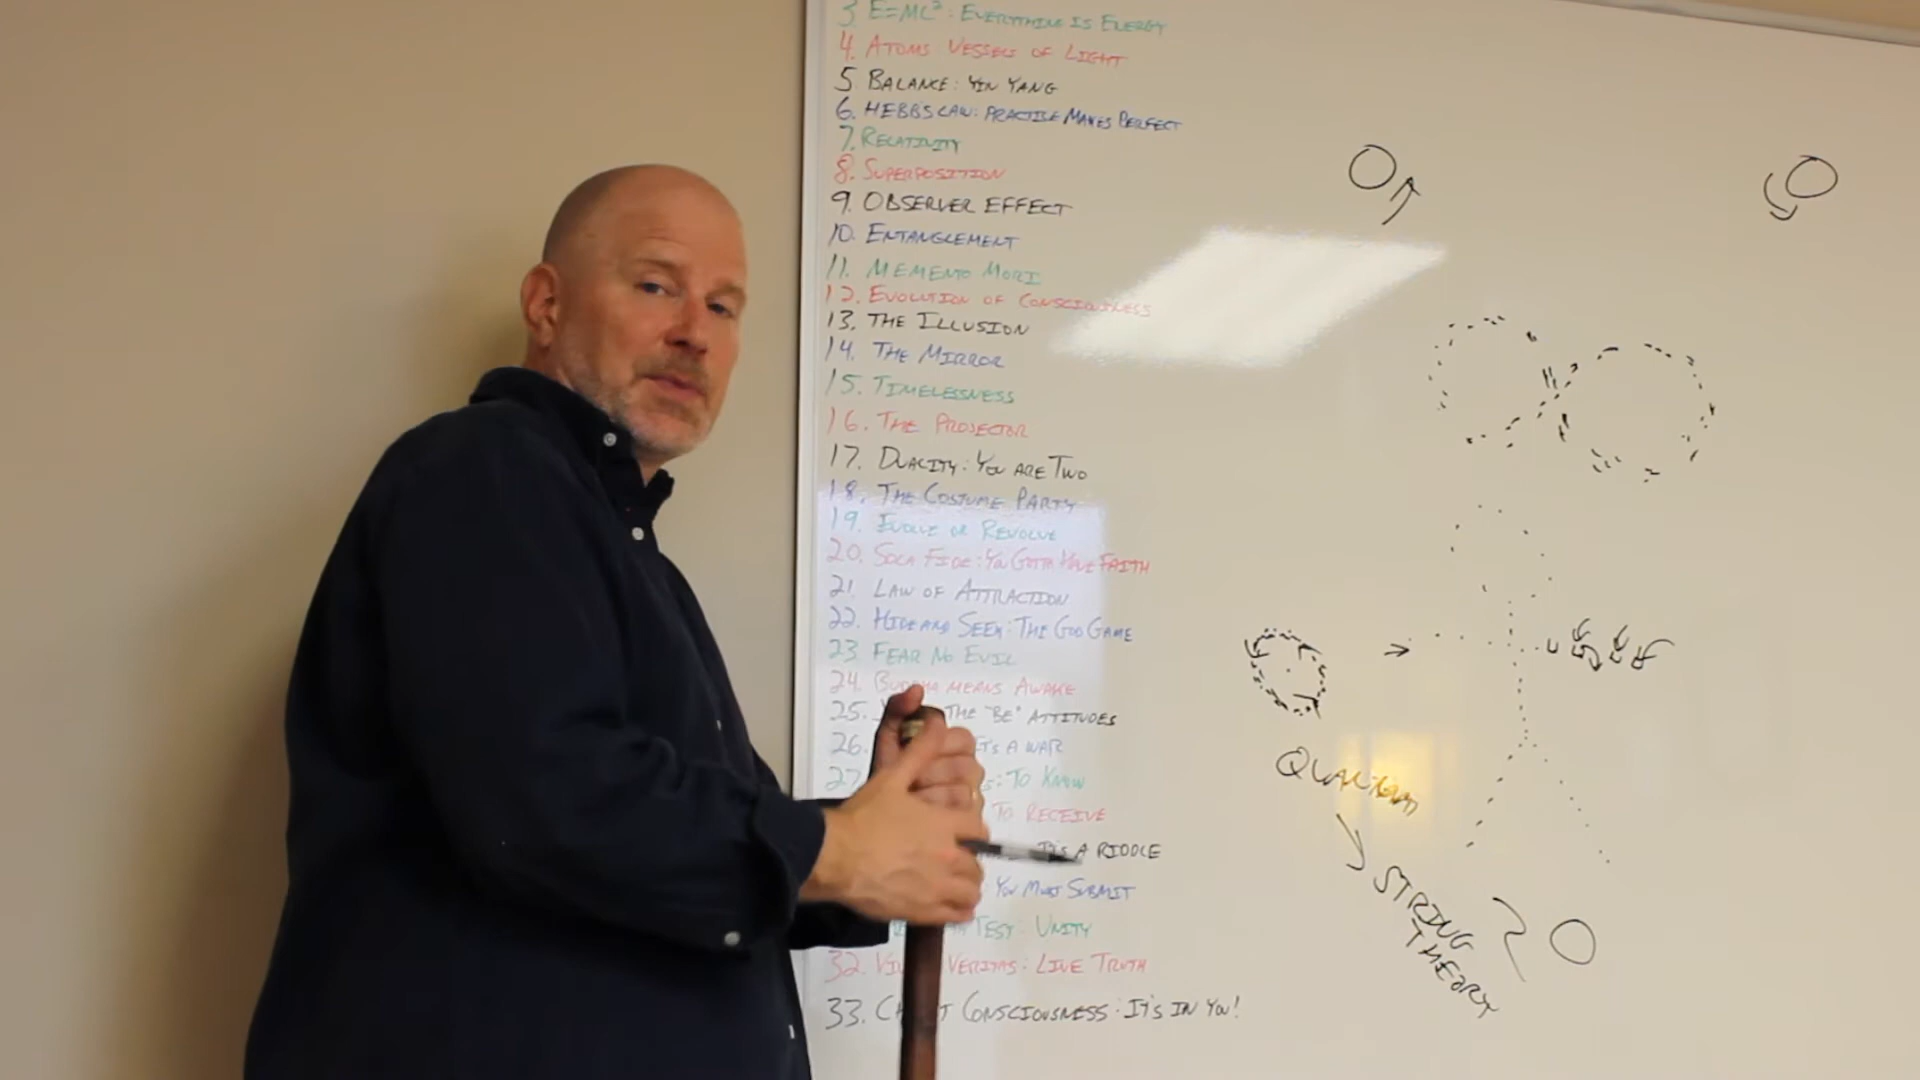 3. E=MC²: EVERYTHING IS ENERGY
4. ATOMS VESSELS OF LIGHT
5. BALANCE: YIN YANG
6. HEBB'S LAW: PRACTICE MAKES PERFECT
7. RELATIVITY
8. SUPERPOSITION
9. OBSERVER EFFECT
10. ENTANGLEMENT
11. MEMENTO MORI
12. EVOLUTION OF CONSCIOUSNESS
13. THE ILLUSION
14. THE MIRROR
15. TIMELESSNESS
16. THE PROJECTOR
17. DUALITY: YOU ARE TWO
18. THE COSTUME PARTY
19. EVOLVE OR REVOLVE
20. SOLA FIDE: YOU GOTTA HAVE FAITH
21. LAW OF ATTRACTION
22. HIDE AND SEEK: THE GOD GAME
23 FEAR NO EVIL
24. BUDDHA MEANS AWAKE
25. THE "BE" ATTITUDES
26. IT'S A WAR
27 : TO KNOW
TO RECEIVE
IT'S A RIDDLE
: YOU MUST SUBMIT
TEST: UNITY
32. VERITAS: LIVE TRUTH
33. CONSCIOUSNESS: IT'S IN YOU!
QUANTUM
STRING
THEORY